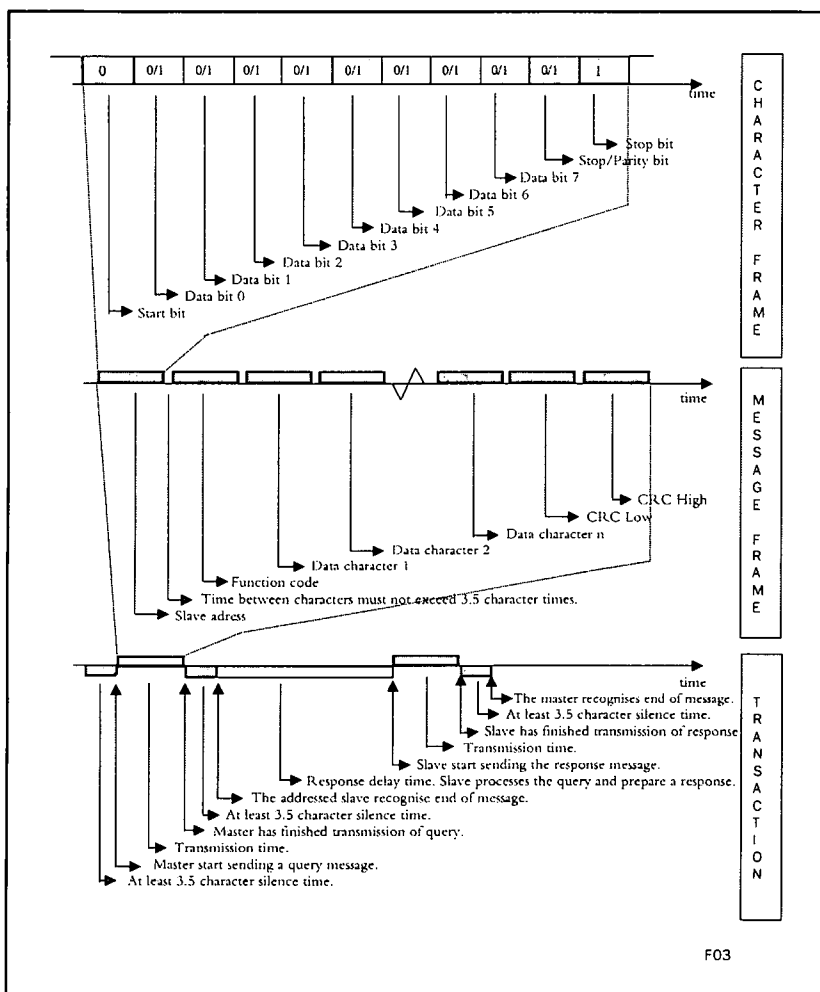 0 0/1 0/1 0/1 0/1 0/1 0/1 0/1 0/1 0/1 1
time
Stop bit
Stop/Parity bit
Data bit 7
Data bit 6
Data bit 5
Data bit 4
Data bit 3
Data bit 2
Data bit 1
Data bit 0
Start bit
CHARACTER FRAME
time
CRC High
CRC Low
Data character n
Data character 2
Data character 1
Function code
Time between characters must not exceed 3.5 character times.
Slave adress
MESSAGE FRAME
time
The master recognises end of message.
At least 3.5 character silence time.
Slave has finished transmission of response
Transmission time.
Slave start sending the response message.
Response delay time. Slave processes the query and prepare a response.
The addressed slave recognise end of message.
At least 3.5 character silence time.
Master has finished transmission of query.
Transmission time.
Master start sending a query message.
At least 3.5 character silence time.
TRANSACTION
F03